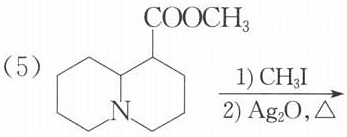 COOCH₃
(5)
N
1) CH₃I
2) Ag₂O, △